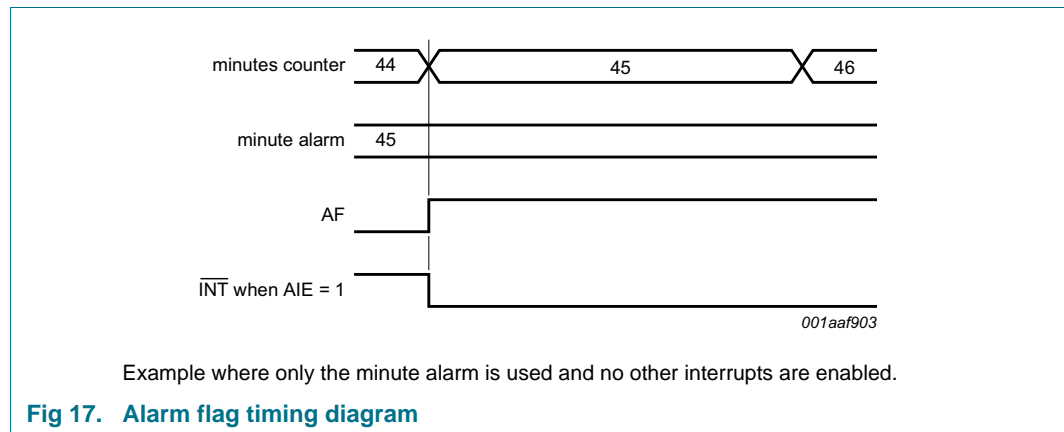 minutes counter 44 45 46
minute alarm 45
AF
INT when AIE = 1
001aaf903
Example where only the minute alarm is used and no other interrupts are enabled.
Fig 17. Alarm flag timing diagram